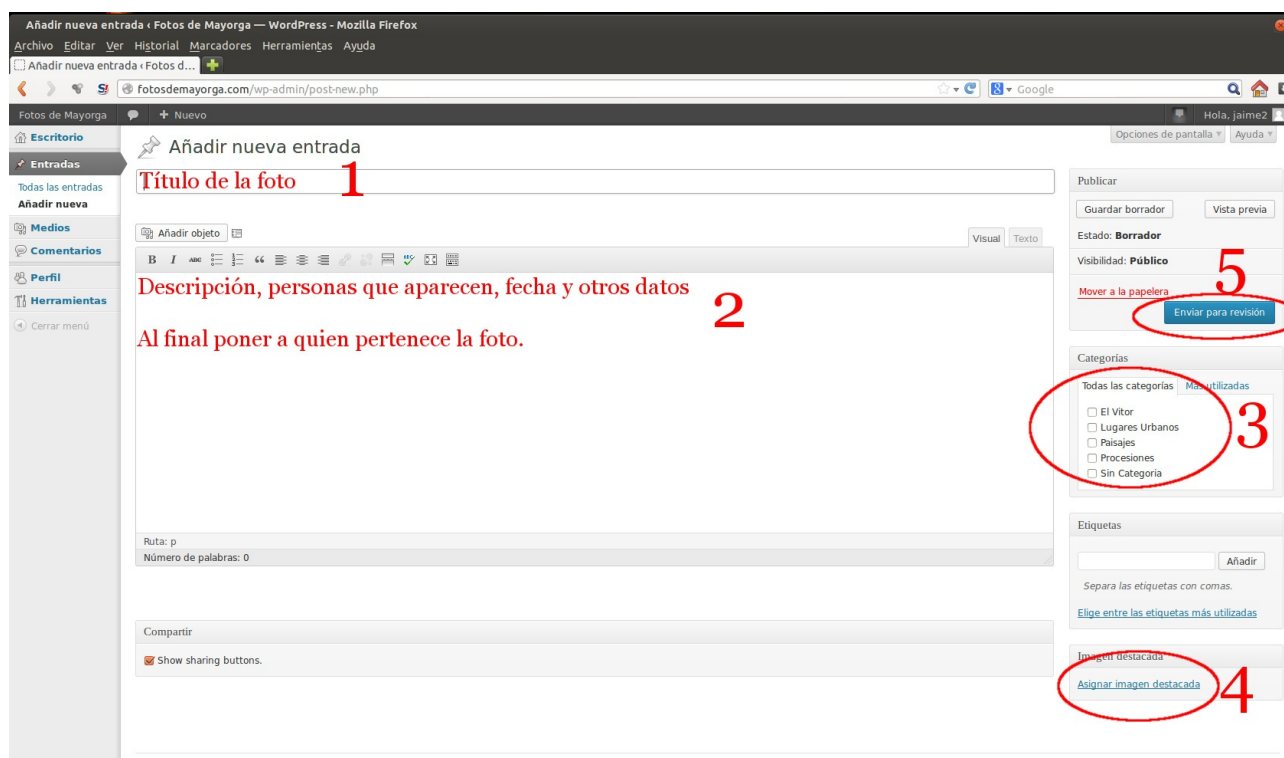 Añadir nueva entrada ‹ Fotos de Mayorga — WordPress - Mozilla Firefox
Archivo Editar Ver Historial Marcadores Herramientas Ayuda
Añadir nueva entrada ‹ Fotos d...
S! fotosdemayorga.com/wp-admin/post-new.php Google
Fotos de Mayorga + Nuevo Hola, jaime2
Opciones de pantalla Ayuda
Escritorio
Entradas
Todas las entradas
Añadir nueva
Medios
Comentarios
Perfil
Herramientas
Cerrar menú
Añadir nueva entrada
Título de la foto 1
Añadir objeto
Visual Texto
B I ABC
Descripción, personas que aparecen, fecha y otros datos
2
Al final poner a quien pertenece la foto.
Ruta: p
Número de palabras: 0
Compartir
Show sharing buttons.
Publicar
Guardar borrador Vista previa
Estado: Borrador
Visibilidad: Público
5
Mover a la papelera
Enviar para revisión
Categorías
Todas las categorías Más utilizadas
El Vitor
Lugares Urbanos
Paisajes
Procesiones
Sin Categoria
3
Etiquetas
Añadir
Separa las etiquetas con comas.
Elige entre las etiquetas más utilizadas
Imagen destacada
Asignar imagen destacada
4